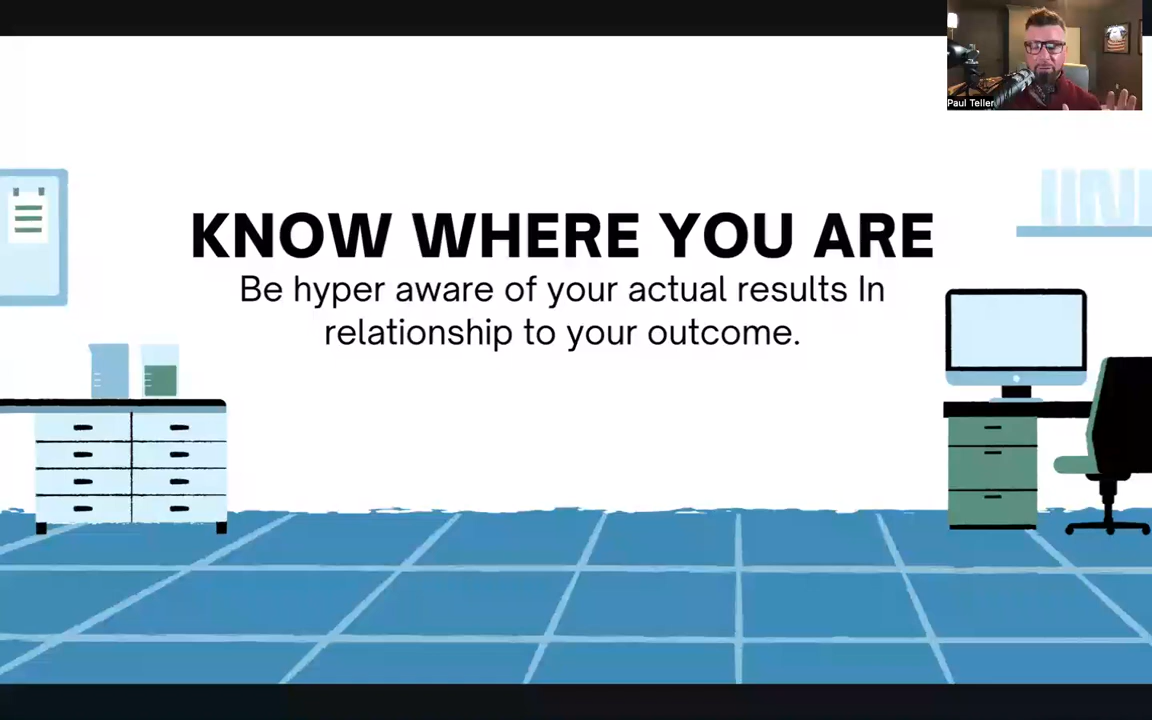 Paul Teller
KNOW WHERE YOU ARE
Be hyper aware of your actual results In
relationship to your outcome.